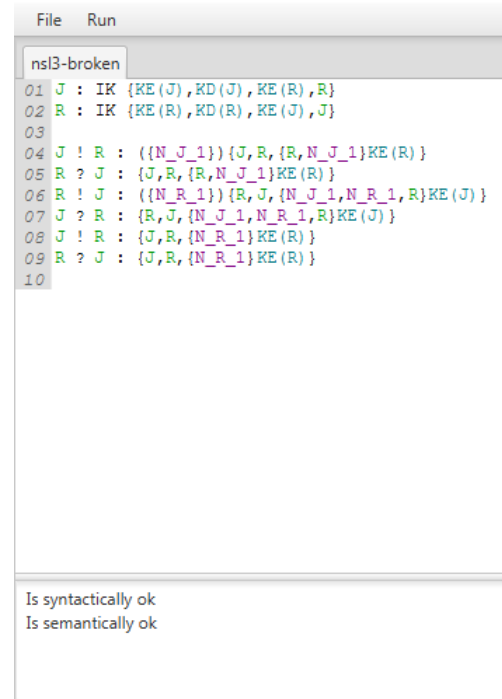 File Run
nsl3-broken
01 J : IK {KE(J),KD(J),KE(R),R}
02 R : IK {KE(R),KD(R),KE(J),J}
03
04 J ! R : ({N_J_1}){J,R,{R,N_J_1}KE(R)}
05 R ? J : {J,R,{R,N_J_1}KE(R)}
06 R ! J : ({N_R_1}){R,J,{N_J_1,N_R_1,R}KE(J)}
07 J ? R : {R,J,{N_J_1,N_R_1,R}KE(J)}
08 J ! R : {J,R,{N_R_1}KE(R)}
09 R ? J : {J,R,{N_R_1}KE(R)}
10
Is syntactically ok
Is semantically ok